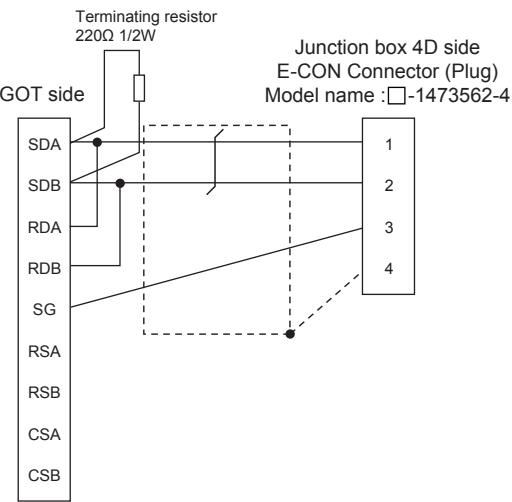 Terminating resistor
220Ω 1/2W
Junction box 4D side
E-CON Connector (Plug)
GOT side
Model name :□-1473562-4
SDA
1
SDB
2
RDA
3
RDB
4
SG
RSA
RSB
CSA
CSB